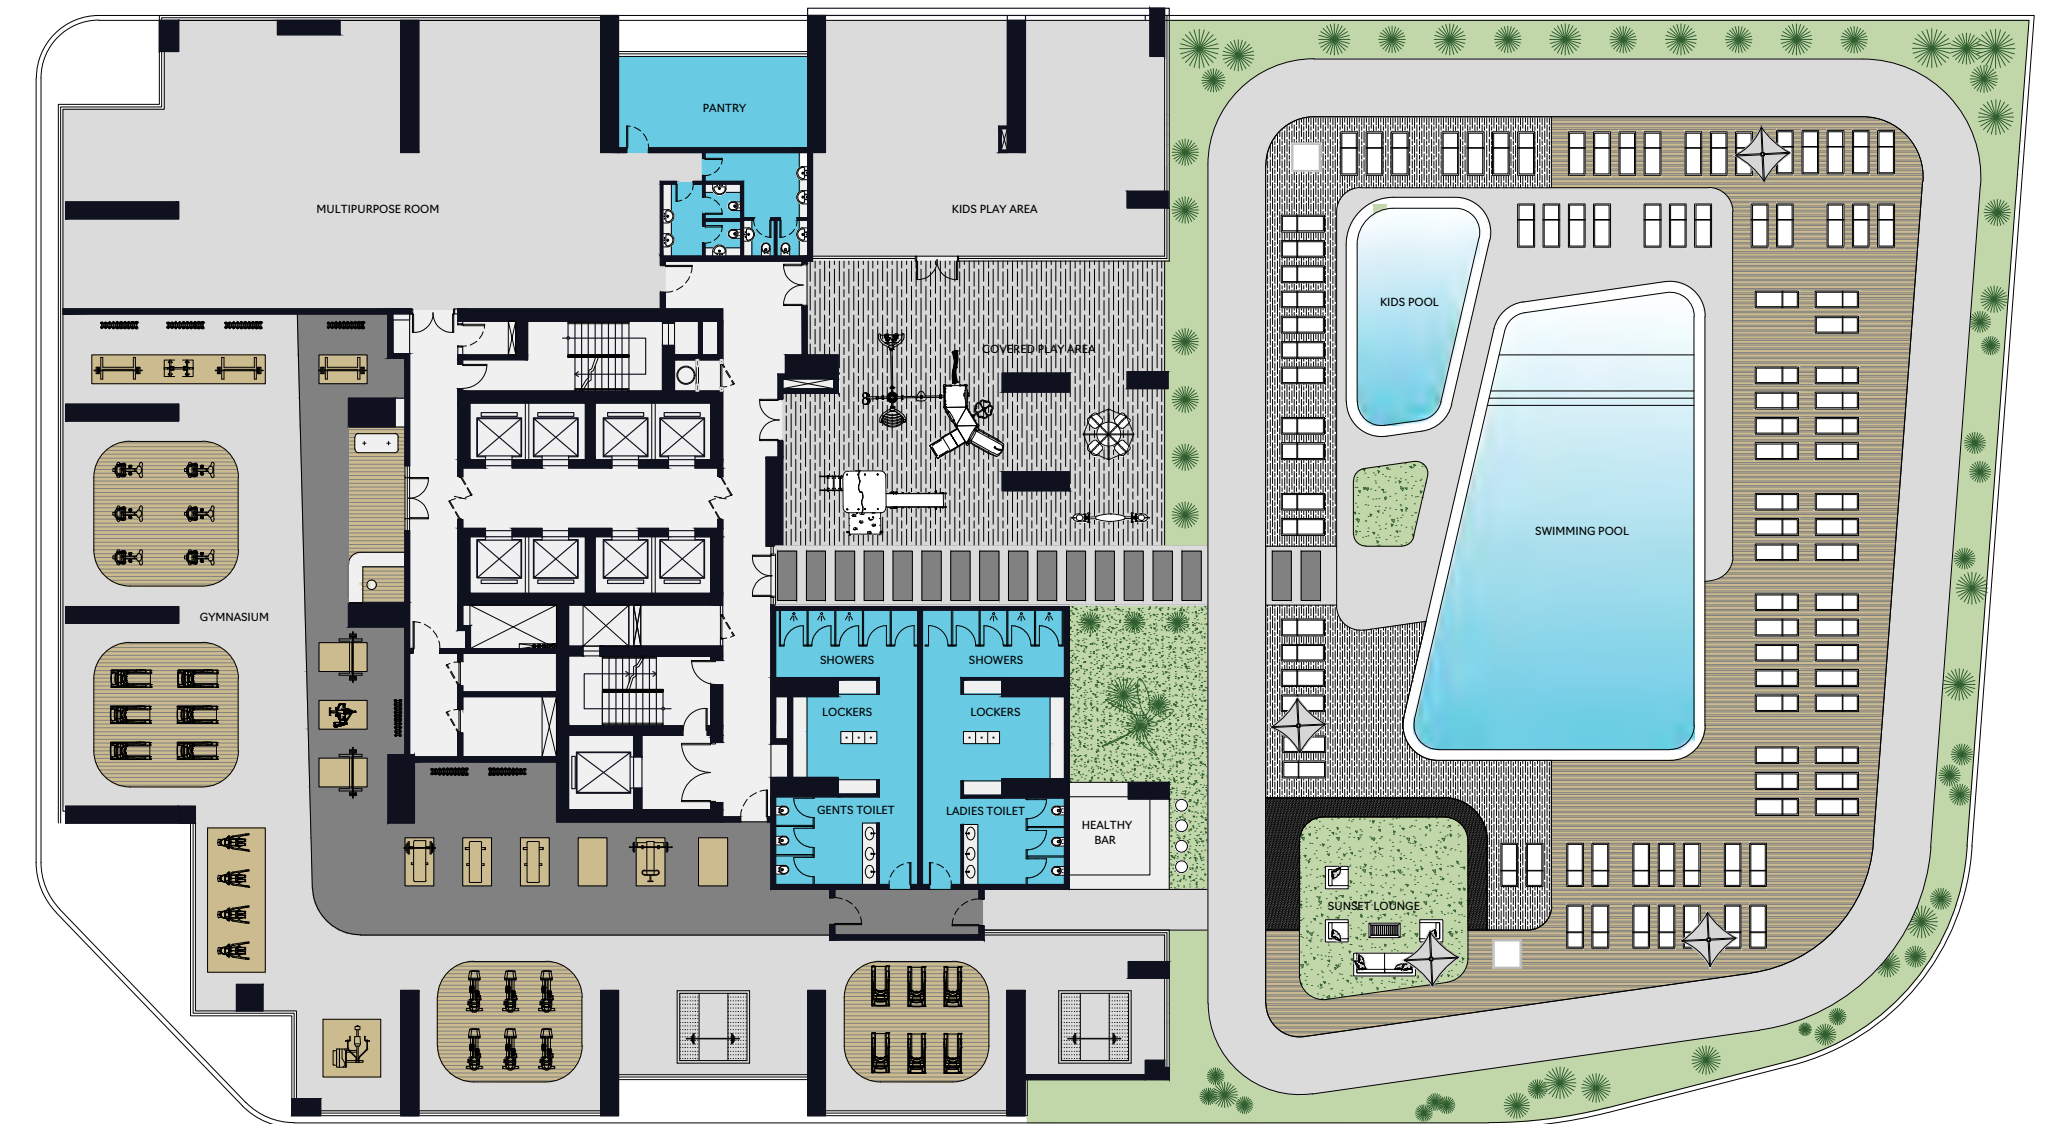 PANTRY
MULTIPURPOSE ROOM
KIDS PLAY AREA
KIDS POOL
COVERED PLAY AREA
SWIMMING POOL
GYMNASIUM
SHOWERS
SHOWERS
LOCKERS
LOCKERS
GENTS TOILET
LADIES TOILET
HEALTHY
BAR
SUNSET LOUNGE